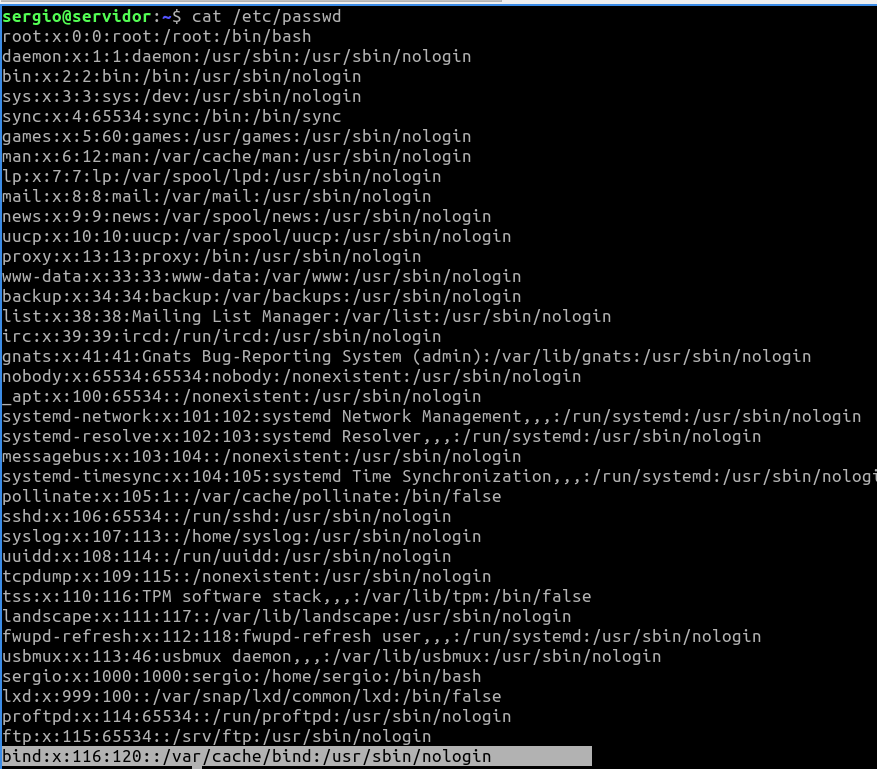 sergio@servidor:~$ cat /etc/passwd
root:x:0:0:root:/root:/bin/bash
daemon:x:1:1:daemon:/usr/sbin:/usr/sbin/nologin
bin:x:2:2:bin:/bin:/usr/sbin/nologin
sys:x:3:3:sys:/dev:/usr/sbin/nologin
sync:x:4:65534:sync:/bin:/bin/sync
games:x:5:60:games:/usr/games:/usr/sbin/nologin
man:x:6:12:man:/var/cache/man:/usr/sbin/nologin
lp:x:7:7:lp:/var/spool/lpd:/usr/sbin/nologin
mail:x:8:8:mail:/var/mail:/usr/sbin/nologin
news:x:9:9:news:/var/spool/news:/usr/sbin/nologin
uucp:x:10:10:uucp:/var/spool/uucp:/usr/sbin/nologin
proxy:x:13:13:proxy:/bin:/usr/sbin/nologin
www-data:x:33:33:www-data:/var/www:/usr/sbin/nologin
backup:x:34:34:backup:/var/backups:/usr/sbin/nologin
list:x:38:38:Mailing List Manager:/var/list:/usr/sbin/nologin
irc:x:39:39:ircd:/run/ircd:/usr/sbin/nologin
gnats:x:41:41:Gnats Bug-Reporting System (admin):/var/lib/gnats:/usr/sbin/nologin
nobody:x:65534:65534:nobody:/nonexistent:/usr/sbin/nologin
_apt:x:100:65534::/nonexistent:/usr/sbin/nologin
systemd-network:x:101:102:systemd Network Management,,,:/run/systemd:/usr/sbin/nologin
systemd-resolve:x:102:103:systemd Resolver,,,:/run/systemd:/usr/sbin/nologin
messagebus:x:103:104::/nonexistent:/usr/sbin/nologin
systemd-timesync:x:104:105:systemd Time Synchronization,,,:/run/systemd:/usr/sbin/nologi
pollinate:x:105:1::/var/cache/pollinate:/bin/false
sshd:x:106:65534::/run/sshd:/usr/sbin/nologin
syslog:x:107:113::/home/syslog:/usr/sbin/nologin
uuidd:x:108:114::/run/uuidd:/usr/sbin/nologin
tcpdump:x:109:115::/nonexistent:/usr/sbin/nologin
tss:x:110:116:TPM software stack,,,:/var/lib/tpm:/bin/false
landscape:x:111:117::/var/lib/landscape:/usr/sbin/nologin
fwupd-refresh:x:112:118:fwupd-refresh user,,,:/run/systemd:/usr/sbin/nologin
usbmux:x:113:46:usbmux daemon,,,:/var/lib/usbmux:/usr/sbin/nologin
sergio:x:1000:1000:sergio:/home/sergio:/bin/bash
lxd:x:999:100::/var/snap/lxd/common/lxd:/bin/false
proftpd:x:114:65534::/run/proftpd:/usr/sbin/nologin
ftp:x:115:65534::/srv/ftp:/usr/sbin/nologin
bind:x:116:120::/var/cache/bind:/usr/sbin/nologin